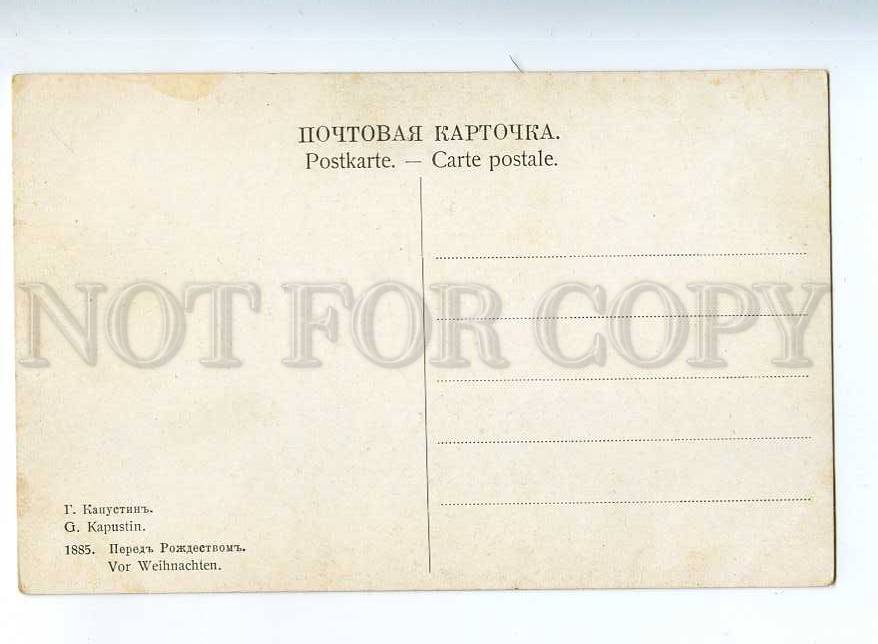 ПОЧТОВАЯ КАРТОЧКА.
Postkarte. — Carte postale.
NOT FOR COPY
Г. Капустинъ.
G. Kapustin.
1885. Передъ Рождествомъ.
Vor Weihnachten.